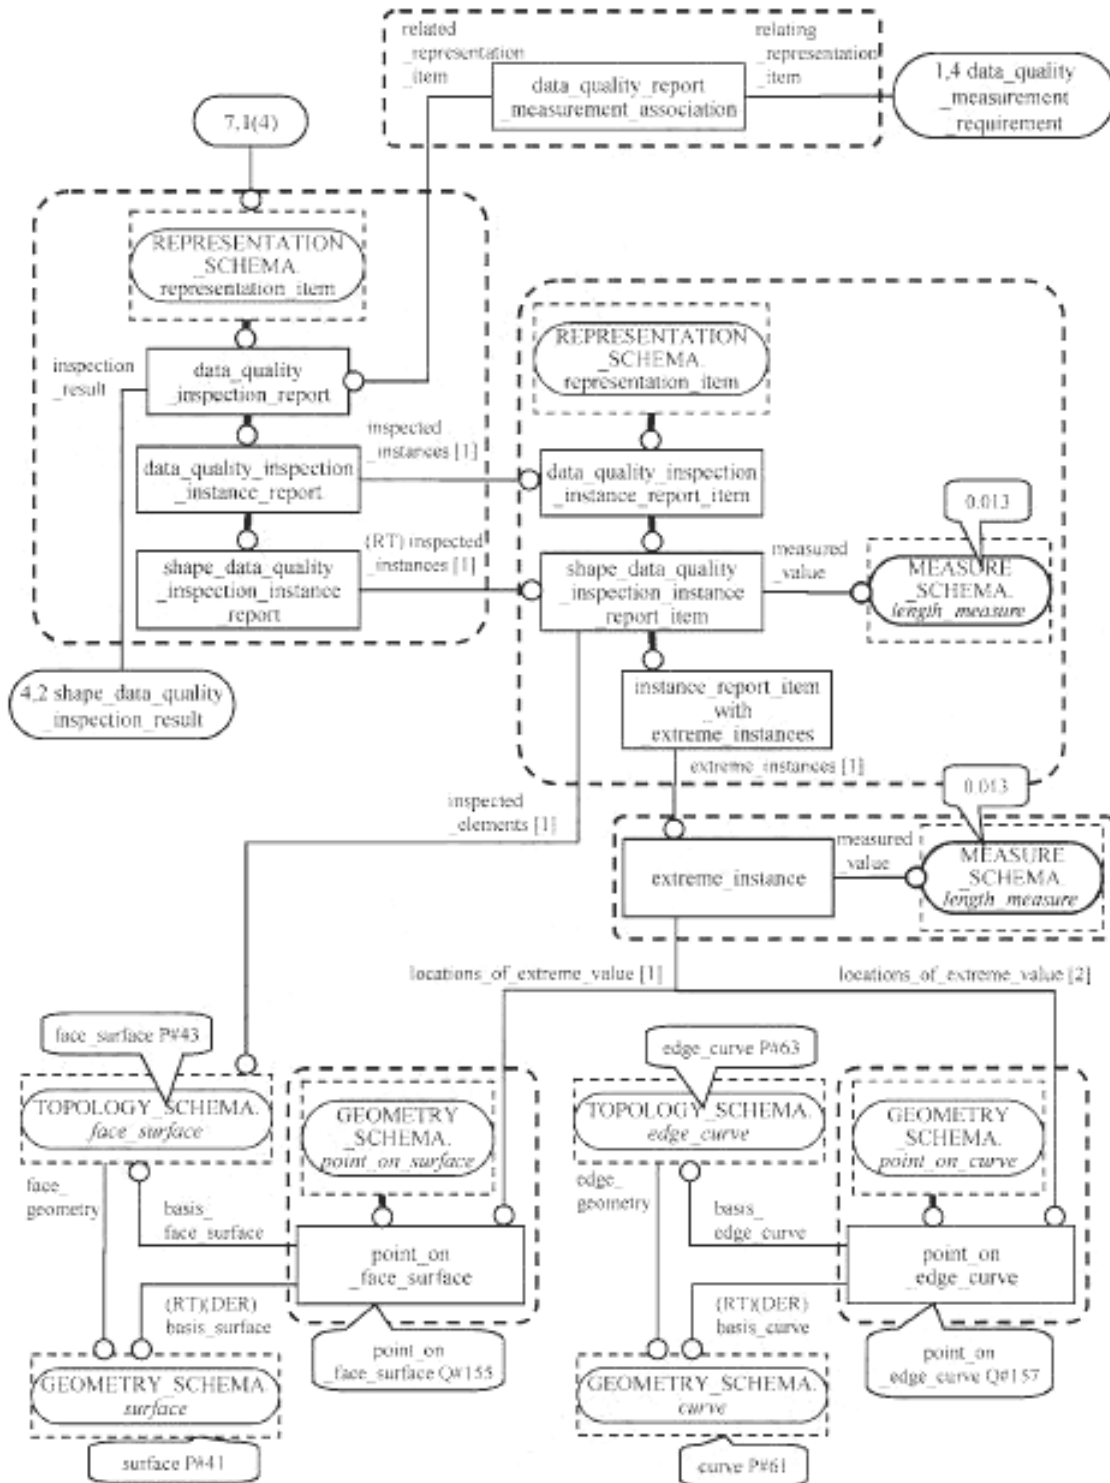 related
_representation
_item
relating
_representation
_item
data_quality_report
_measurement_association
1,4 data_quality
_measurement
_requirement
7,1(4)
REPRESENTATION
_SCHEMA.
representation_item
inspection
_result
data_quality
_inspection_report
inspected
_instances [1]
data_quality_inspection
_instance_report
(RT) inspected
_instances [1]
shape_data_quality
_inspection_instance
_report
4,2 shape_data_quality
_inspection_result
REPRESENTATION
_SCHEMA.
representation_item
data_quality_inspection
_instance_report_item
shape_data_quality
_inspection_instance
_report_item
measured
_value
0.013
MEASURE
_SCHEMA.
length_measure
instance_report_item
_with
_extreme_instances
extreme_instances [1]
inspected
_elements [1]
0.013
extreme_instance
measured
_value
MEASURE
_SCHEMA.
length_measure
locations_of_extreme_value [1]
locations_of_extreme_value [2]
face_surface P#43
TOPOLOGY_SCHEMA.
face_surface
GEOMETRY
_SCHEMA.
point_on_surface
face_
geometry
basis_
face_surface
point_on
_face_surface
(RT)(DER)
basis_surface
point_on
_face_surface Q#155
GEOMETRY_SCHEMA.
surface
surface P#41
edge_curve P#63
TOPOLOGY_SCHEMA.
edge_curve
GEOMETRY
_SCHEMA.
point_on_curve
edge_
geometry
basis_
edge_curve
point_on
_edge_curve
(RT)(DER)
basis_curve
point_on
_edge_curve Q#157
GEOMETRY_SCHEMA.
curve
curve P#61